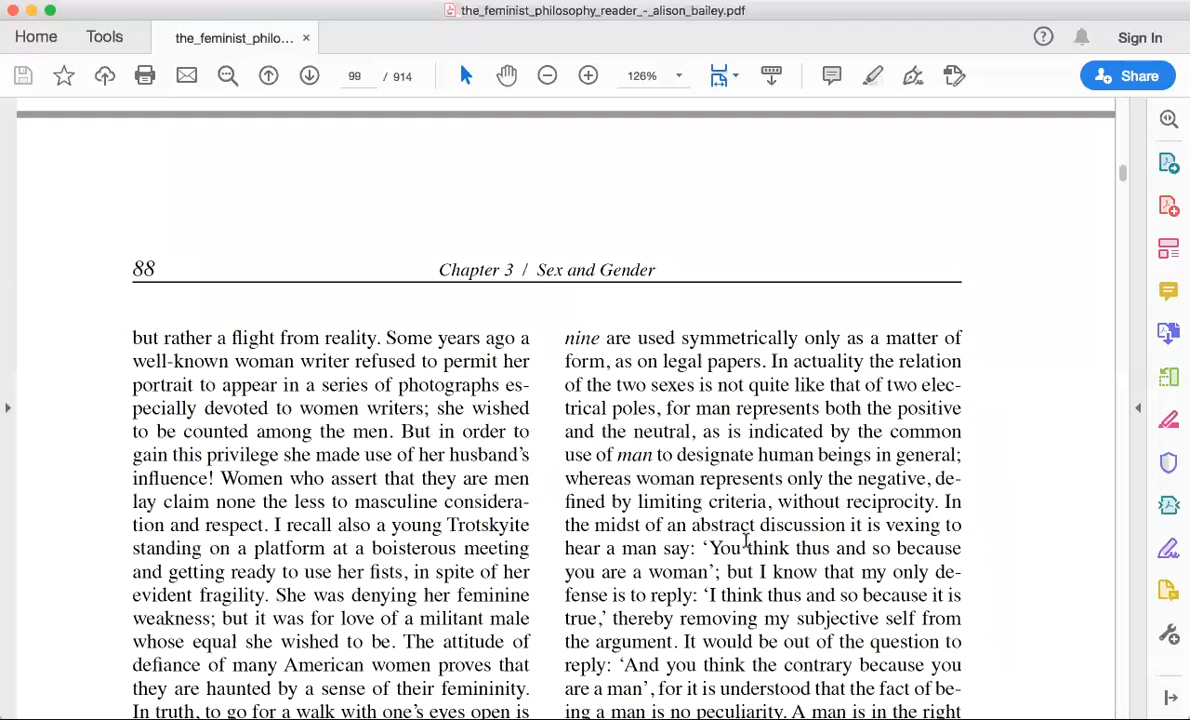 the_feminist_philosophy_reader_-_alison_bailey.pdf
Home
Tools
the_feminist_philo...
Sign In
99 / 914
126%
Share
88
Chapter 3 / Sex and Gender
but rather a flight from reality. Some years ago a
well-known woman writer refused to permit her
portrait to appear in a series of photographs es-
pecially devoted to women writers; she wished
to be counted among the men. But in order to
gain this privilege she made use of her husband's
influence! Women who assert that they are men
lay claim none the less to masculine considera-
tion and respect. I recall also a young Trotskyite
standing on a platform at a boisterous meeting
and getting ready to use her fists, in spite of her
evident fragility. She was denying her feminine
weakness; but it was for love of a militant male
whose equal she wished to be. The attitude of
defiance of many American women proves that
they are haunted by a sense of their femininity.
In truth, to go for a walk with one's eyes open is
nine are used symmetrically only as a matter of
form, as on legal papers. In actuality the relation
of the two sexes is not quite like that of two elec-
trical poles, for man represents both the positive
and the neutral, as is indicated by the common
use of man to designate human beings in general;
whereas woman represents only the negative, de-
fined by limiting criteria, without reciprocity. In
the midst of an abstract discussion it is vexing to
hear a man say: 'You think thus and so because
you are a woman'; but I know that my only de-
fense is to reply: 'I think thus and so because it is
true,' thereby removing my subjective self from
the argument. It would be out of the question to
reply: 'And you think the contrary because you
are a man', for it is understood that the fact of be-
ing a man is no peculiarity. A man is in the right